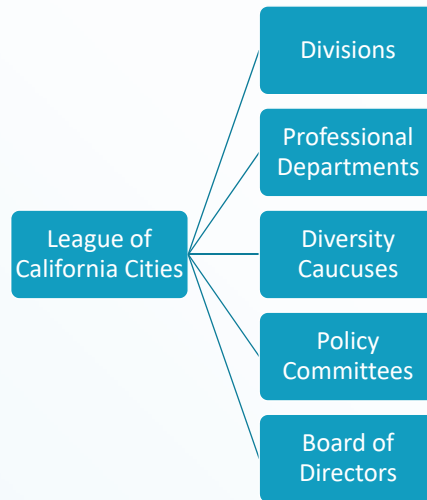 Divisions
Professional
Departments
League of
California Cities
Diversity
Caucuses
Policy
Committees
Board of
Directors